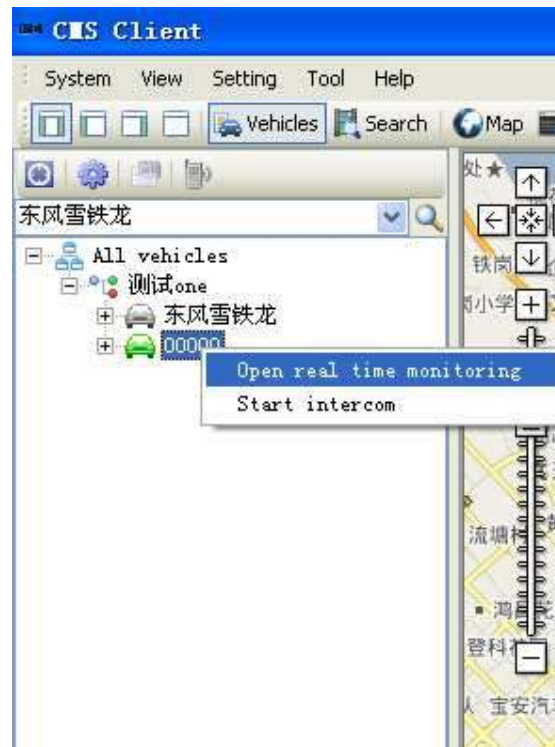 CMS Client
System View Setting Tool Help
Vehicles Search Map
东风雪铁龙
All vehicles
测试one
东风雪铁龙
00000
Open real time monitoring
Start intercom
处
铁岗
小学
流塘
登科
宝安汽